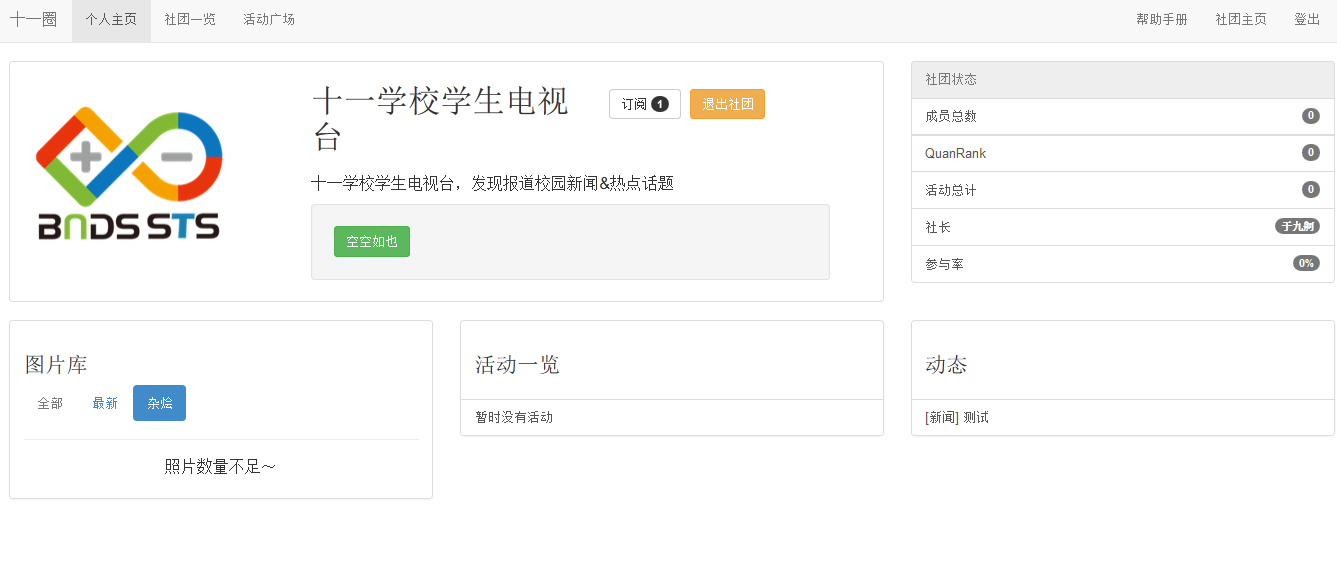 十一圈 个人主页 社团一览 活动广场 帮助手册 社团主页 登出
十一学校学生电视
台
订阅 1 退出社团
十一学校学生电视台，发现报道校园新闻&热点话题
空空如也
BNDS STS
社团状态
成员总数 0
QuanRank 0
活动总计 0
社长
参与率 0%
图片库
全部 最新 杂烩
照片数量不足～
活动一览
暂时没有活动
动态
[新闻] 测试